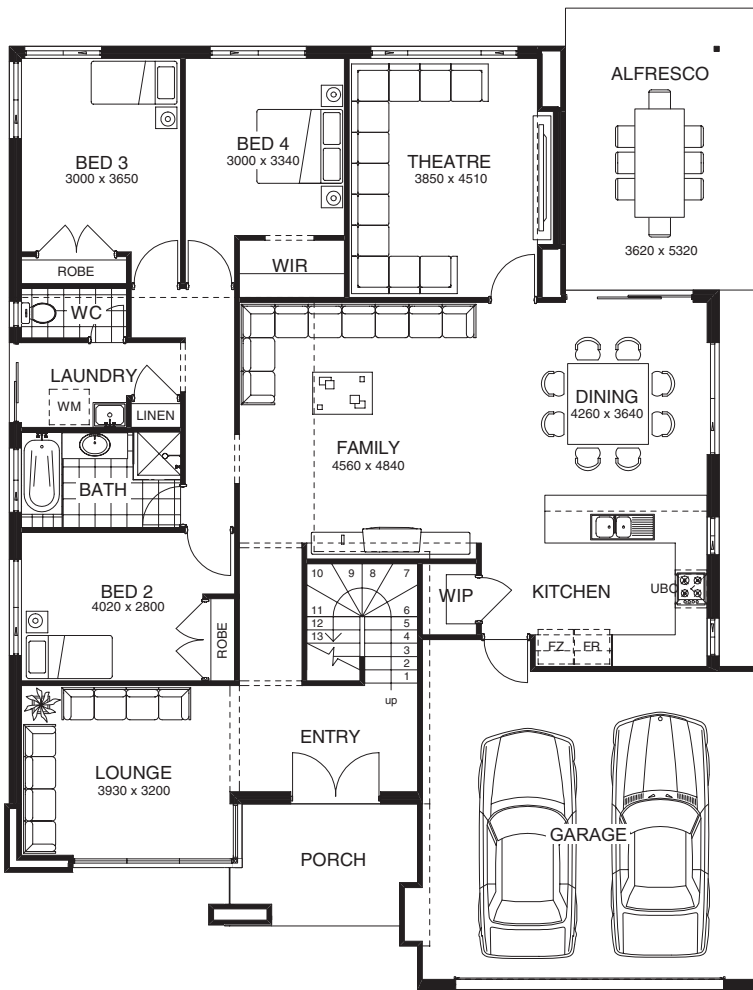 ALFRESCO
3620 x 5320
BED 3
3000 x 3650
BED 4
3000 x 3340
THEATRE
3850 x 4510
ROBE
WIR
WC
LAUNDRY
WM
LINEN
DINING
4260 x 3640
FAMILY
4560 x 4840
BATH
BED 2
4020 x 2800
ROBE
10
9
8
7
11
6
12
5
13
4
3
2
1
up
WIP
KITCHEN
UBO
FZ
FR
LOUNGE
3930 x 3200
ENTRY
GARAGE
PORCH